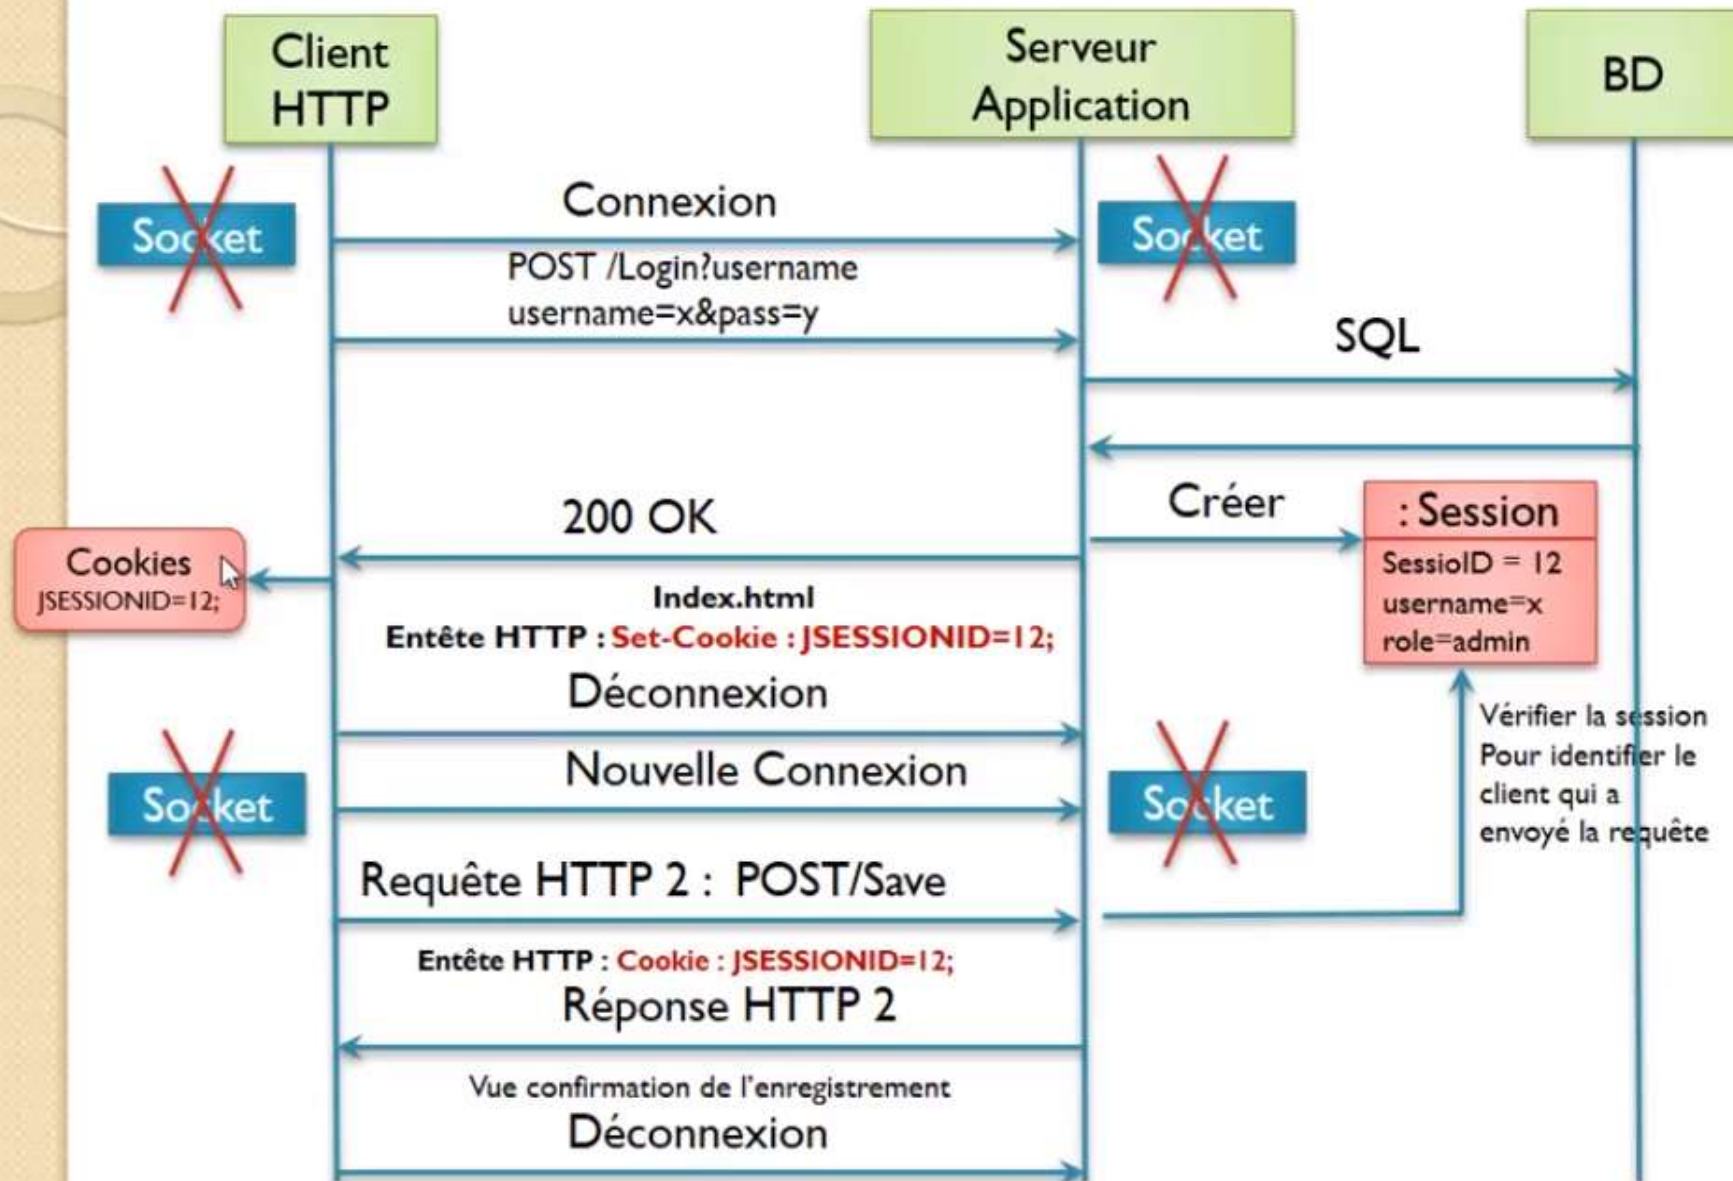 Client
HTTP
Serveur
Application
BD
Socket
Connexion
Socket
POST /Login?username
username=x&pass=y
SQL
200 OK
Créer
: Session
SessioID = 12
username=x
role=admin
Cookies
JSESSIONID=12;
Index.html
Entête HTTP : Set-Cookie : JSESSIONID=12;
Déconnexion
Vérifier la session
Pour identifier le
client qui a
envoyé la requête
Nouvelle Connexion
Socket
Socket
Requête HTTP 2 : POST/Save
Entête HTTP : Cookie : JSESSIONID=12;
Réponse HTTP 2
Vue confirmation de l'enregistrement
Déconnexion